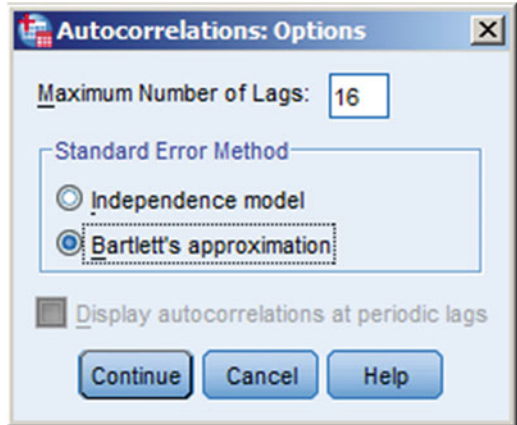 Autocorrelations: Options
Maximum Number of Lags: 16
Standard Error Method
Independence model
Bartlett's approximation
Display autocorrelations at periodic lags
Continue Cancel Help